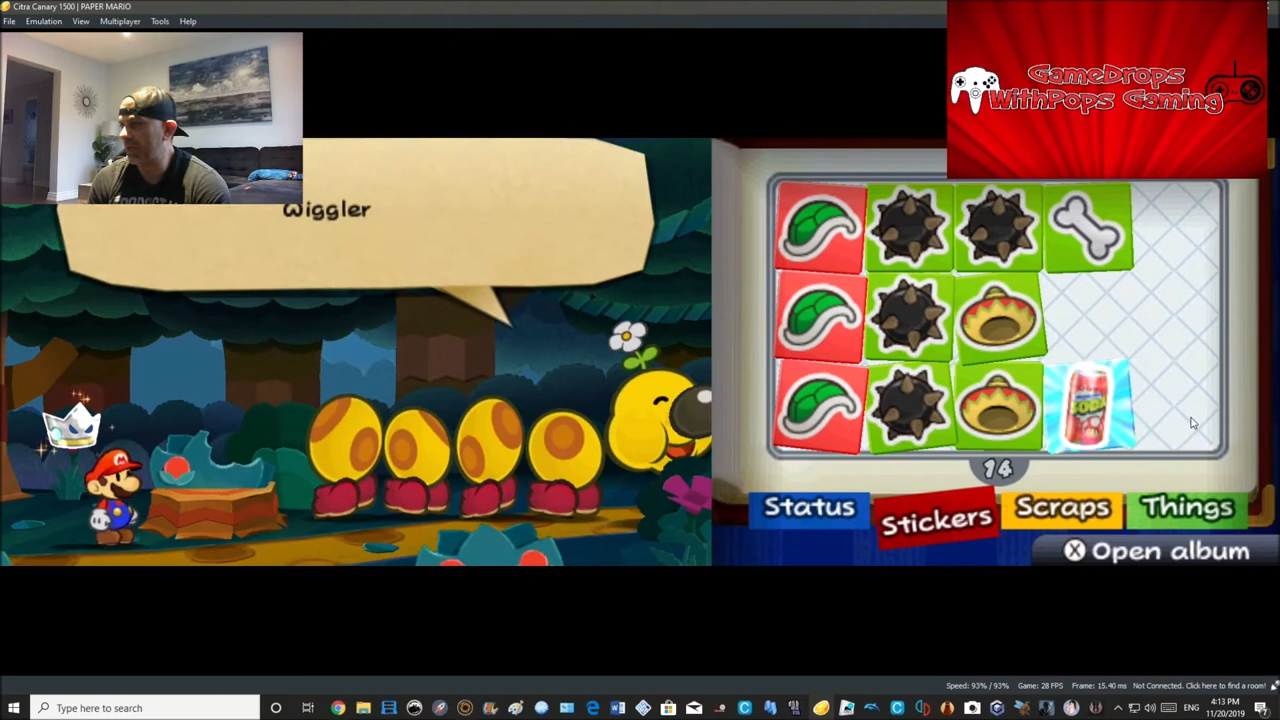 Citra Canary 1500 | PAPER MARIO
File Emulation View Multiplayer Tools Help
GameDrops
WithPops Gaming
Wiggler
SODA
14
Status Stickers Scraps Things
X Open album
Speed: 93% / 93% Game: 28 FPS Frame: 15.40 ms Not Connected. Click here to find a room!
Type here to search
ENG
4:13 PM
11/20/2019